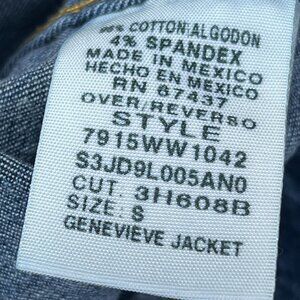 96% COTTON/ALGODON
4% SPANDEX
MADE IN MEXICO
HECHO EN MEXICO
RN 67437
OVER/REVERSO
STYLE
7915WW1042
S3JD9L005AN0
CUT. 3H608B
SIZE: S
GENEVIEVE JACKET